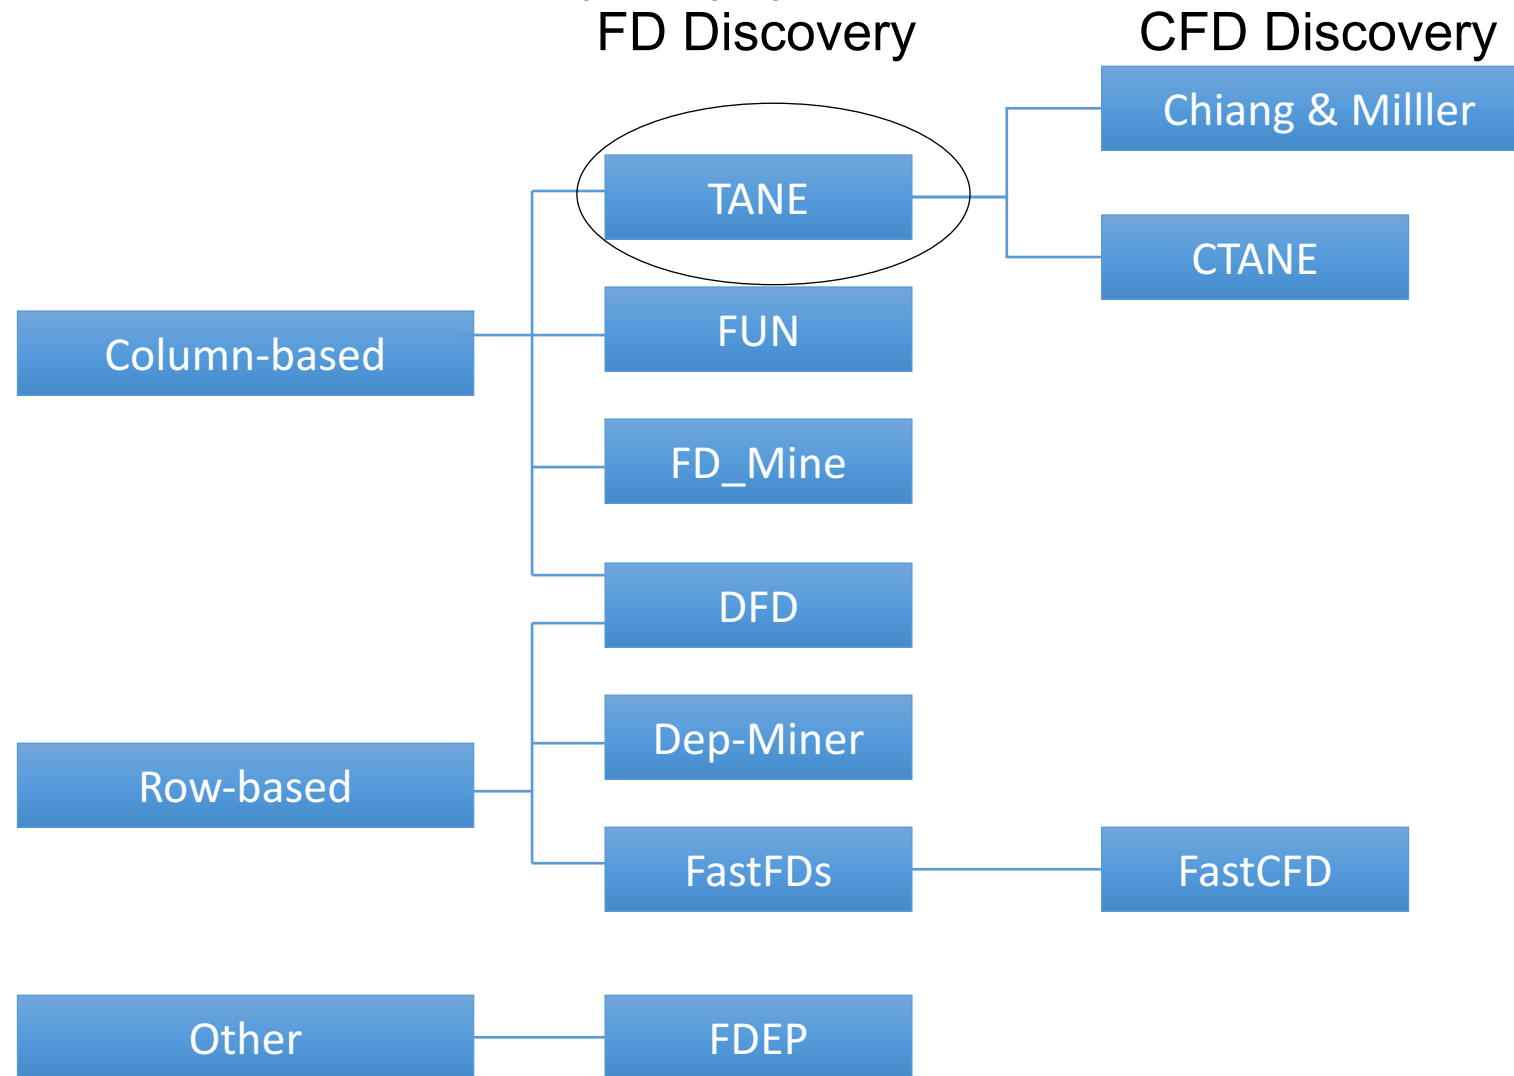 FD Discovery
CFD Discovery
Chiang & Milller
TANE
CTANE
Column-based
FUN
FD_Mine
DFD
Dep-Miner
Row-based
FastFDs
FastCFD
Other
FDEP